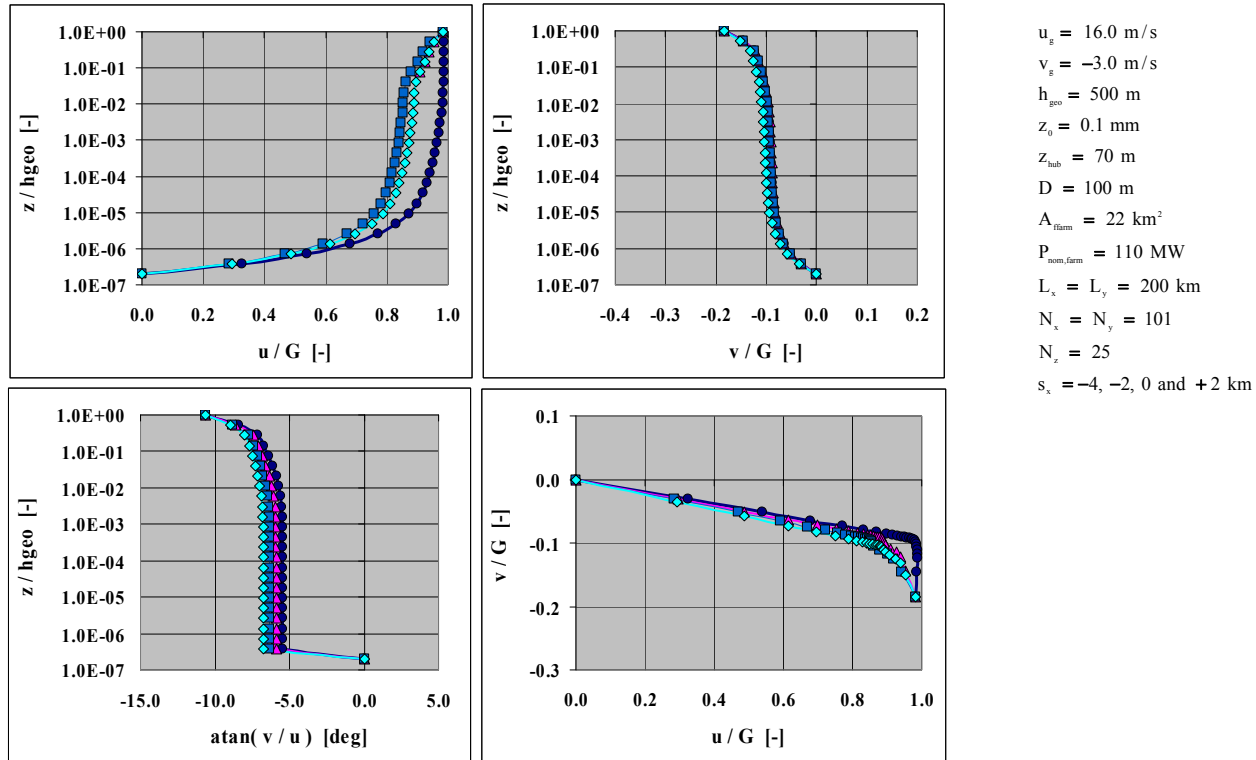 1.0E+00
1.0E-01
1.0E-02
1.0E-03
1.0E-04
1.0E-05
1.0E-06
1.0E-07
z / hgeo [-]
0.0 0.2 0.4 0.6 0.8 1.0
u / G [-]
1.0E+00
1.0E-01
1.0E-02
1.0E-03
1.0E-04
1.0E-05
1.0E-06
1.0E-07
z / hgeo [-]
-0.4 -0.3 -0.2 -0.1 0.0 0.1 0.2
v / G [-]
1.0E+00
1.0E-01
1.0E-02
1.0E-03
1.0E-04
1.0E-05
1.0E-06
1.0E-07
z / hgeo [-]
-15.0 -10.0 -5.0 0.0 5.0
atan( v / u ) [deg]
0.1
0.0
-0.1
-0.2
-0.3
v / G [-]
0.0 0.2 0.4 0.6 0.8 1.0
u / G [-]
u_g = 16.0 m/s
v_g = −3.0 m/s
h_geo = 500 m
z_0 = 0.1 mm
z_hub = 70 m
D = 100 m
A_ffarm = 22 km²
P_nom,farm = 110 MW
L_x = L_y = 200 km
N_x = N_y = 101
N_z = 25
s_x = −4, −2, 0 and +2 km